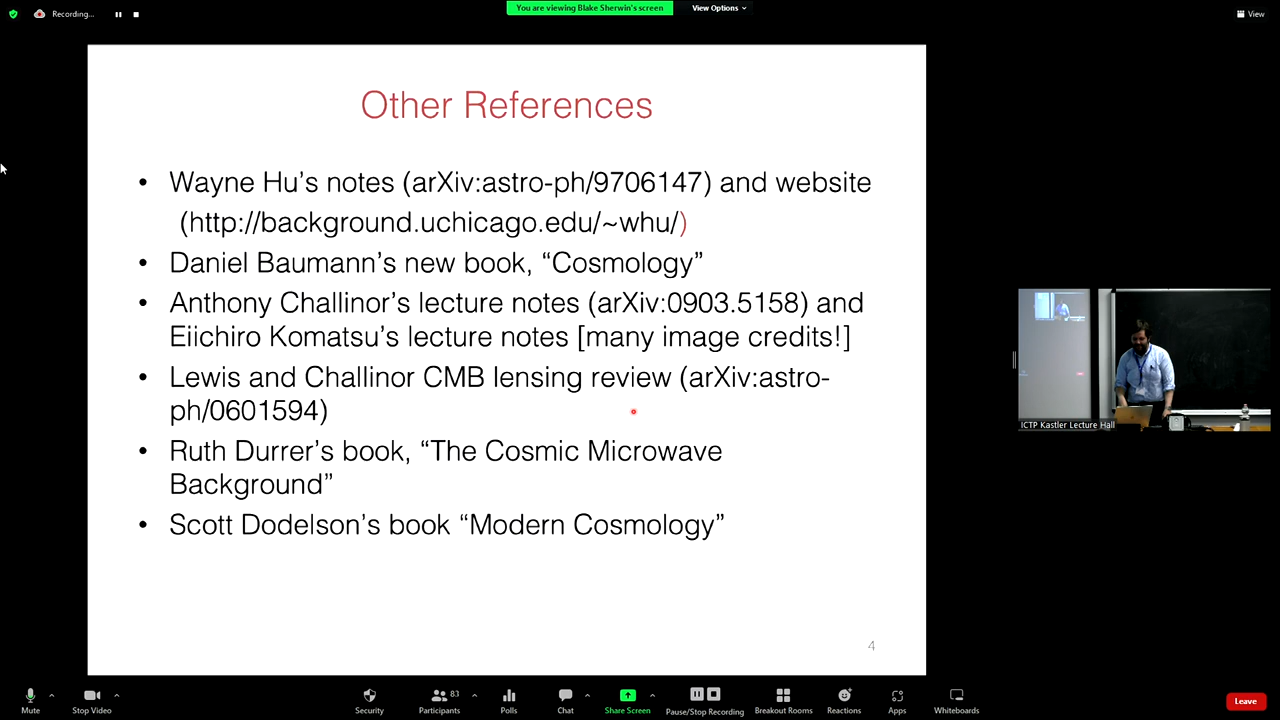 Recording...
You are viewing Blake Sherwin's screen
View Options
View
Other References
• Wayne Hu’s notes (arXiv:astro-ph/9706147) and website
(http://background.uchicago.edu/~whu/)
• Daniel Baumann’s new book, “Cosmology”
• Anthony Challinor’s lecture notes (arXiv:0903.5158) and
Eiichiro Komatsu’s lecture notes [many image credits!]
• Lewis and Challinor CMB lensing review (arXiv:astro-
ph/0601594)
• Ruth Durrer’s book, “The Cosmic Microwave
Background”
• Scott Dodelson’s book “Modern Cosmology”
4
ICTP Kastler Lecture Hall
Mute
Stop Video
Security
Participants
83
Polls
Chat
Share Screen
Pause/Stop Recording
Breakout Rooms
Reactions
Apps
Whiteboards
Leave